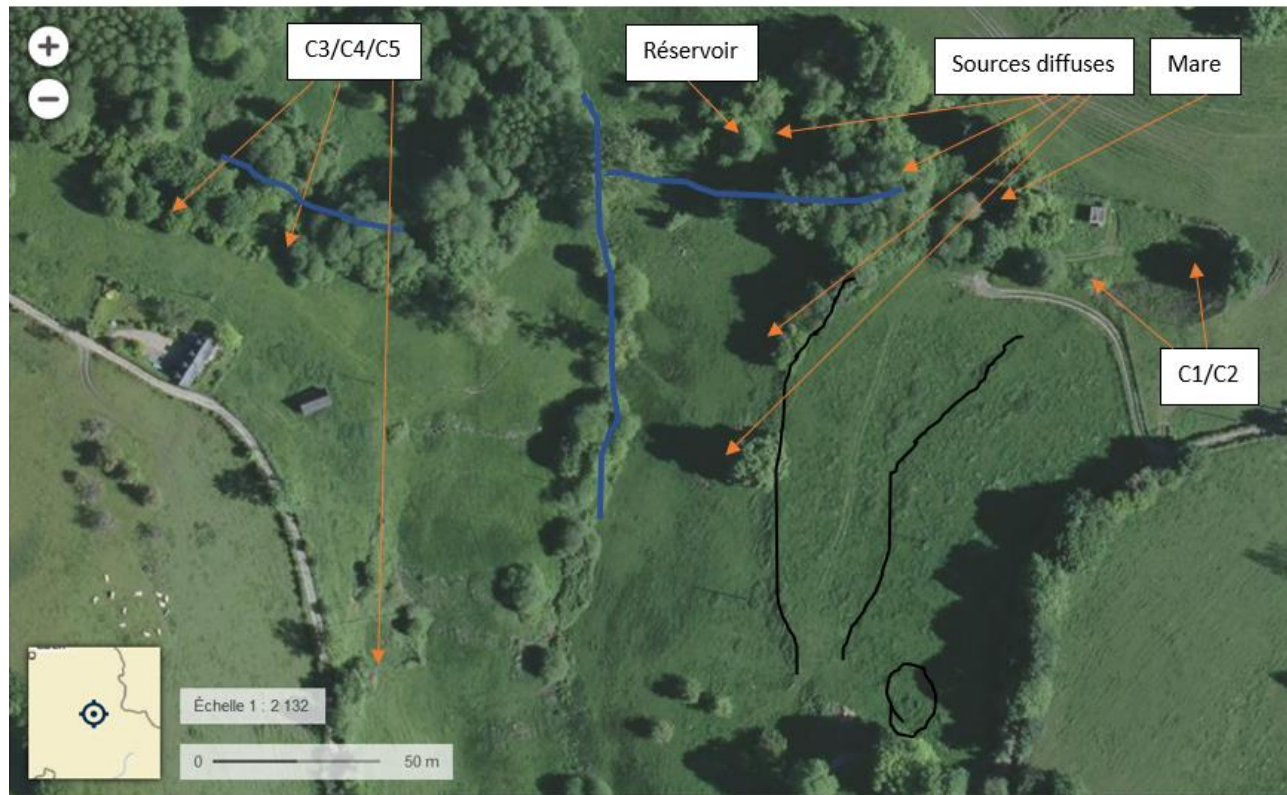 C3/C4/C5
Réservoir
Sources diffuses
Mare
C1/C2
Échelle 1 : 2 132
0 50 m